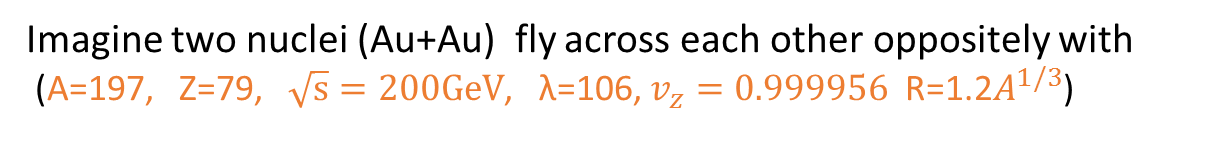 Imagine two nuclei (Au+Au) fly across each other oppositely with
(A=197, Z=79, √s = 200GeV, λ=106, v_z = 0.999956 R=1.2A^{1/3})